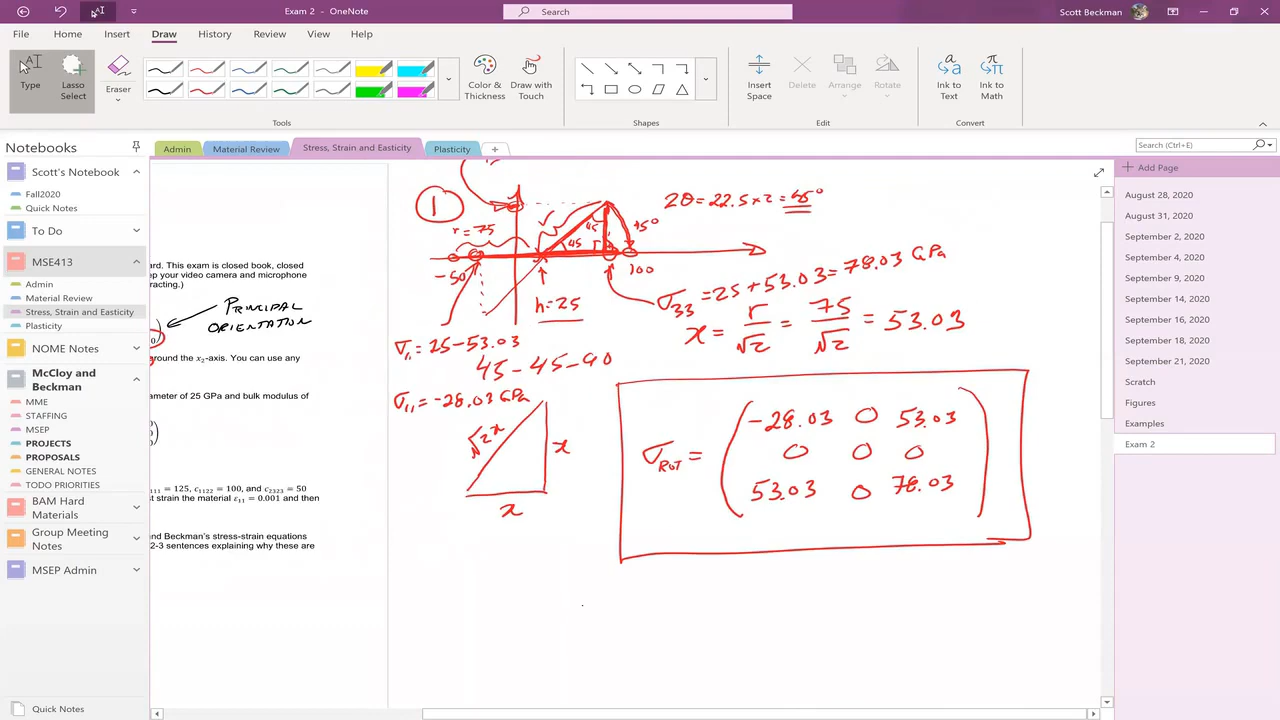 Exam 2 - OneNote
Search
Scott Beckman
File
Home
Insert
Draw
History
Review
View
Help
Type
Lasso
Select
Eraser
Color &
Thickness
Draw with
Touch
Insert
Space
Delete
Arrange
Rotate
Ink to
Text
Ink to
Math
Tools
Shapes
Edit
Convert
Notebooks
Admin
Material Review
Stress, Strain and Easticity
Plasticity
Search (Ctrl+E)
Scott's Notebook
Fall2020
Quick Notes
To Do
MSE413
Admin
Material Review
Stress, Strain and Easticity
Plasticity
NOME Notes
McCloy and
Beckman
MME
STAFFING
MSEP
PROJECTS
PROPOSALS
GENERAL NOTES
TODO PRIORITIES
BAM Hard
Materials
Group Meeting
Notes
MSEP Admin
Quick Notes
ard. This exam is closed book, closed
ep your video camera and microphone
racting.)
PRINCIPAL
ORIENTATION
0)
around the x₂-axis. You can use any
ameter of 25 GPa and bulk modulus of
1111 = 125, c1122 = 100, and c2323 = 50
st strain the material ε11 = 0.001 and then
and Beckman's stress-strain equations
2-3 sentences explaining why these are
1
r = 75
45
45
45°
-50
100
h=25
2θ = 22.5 x 2 = 45°
σ33 = 25 + 53.03 = 78.03 GPa
x = r/√2 = 75/√2 = 53.03
σ11 = 25 - 53.03
45 - 45 - 90
σ11 = -28.03 GPa
√2 x
x
x
σROT =
-28.03 0 53.03
0 0 0
53.03 0 78.03
Add Page
August 28, 2020
August 31, 2020
September 2, 2020
September 4, 2020
September 9, 2020
September 14, 2020
September 16, 2020
September 18, 2020
September 21, 2020
Scratch
Figures
Examples
Exam 2